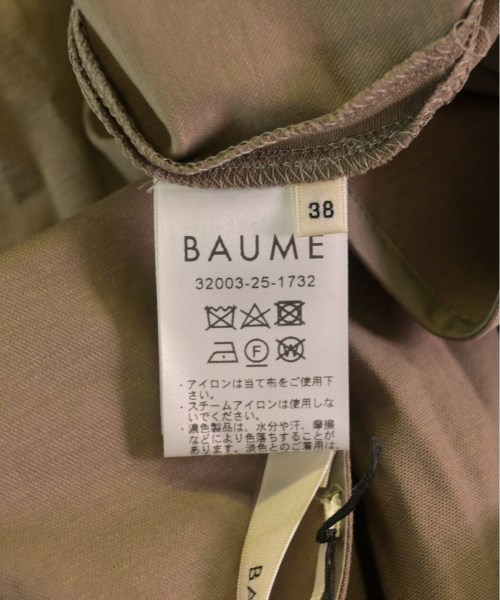 38
BAUME
32003-25-1732
F
W
・アイロンは当て布をご使用下
さい。
・スチームアイロンは使用しな
いでください。
・濃色製品は、水分や汗、摩擦
などにより色落ちすることが
あります。淡色とのご着用は
BA